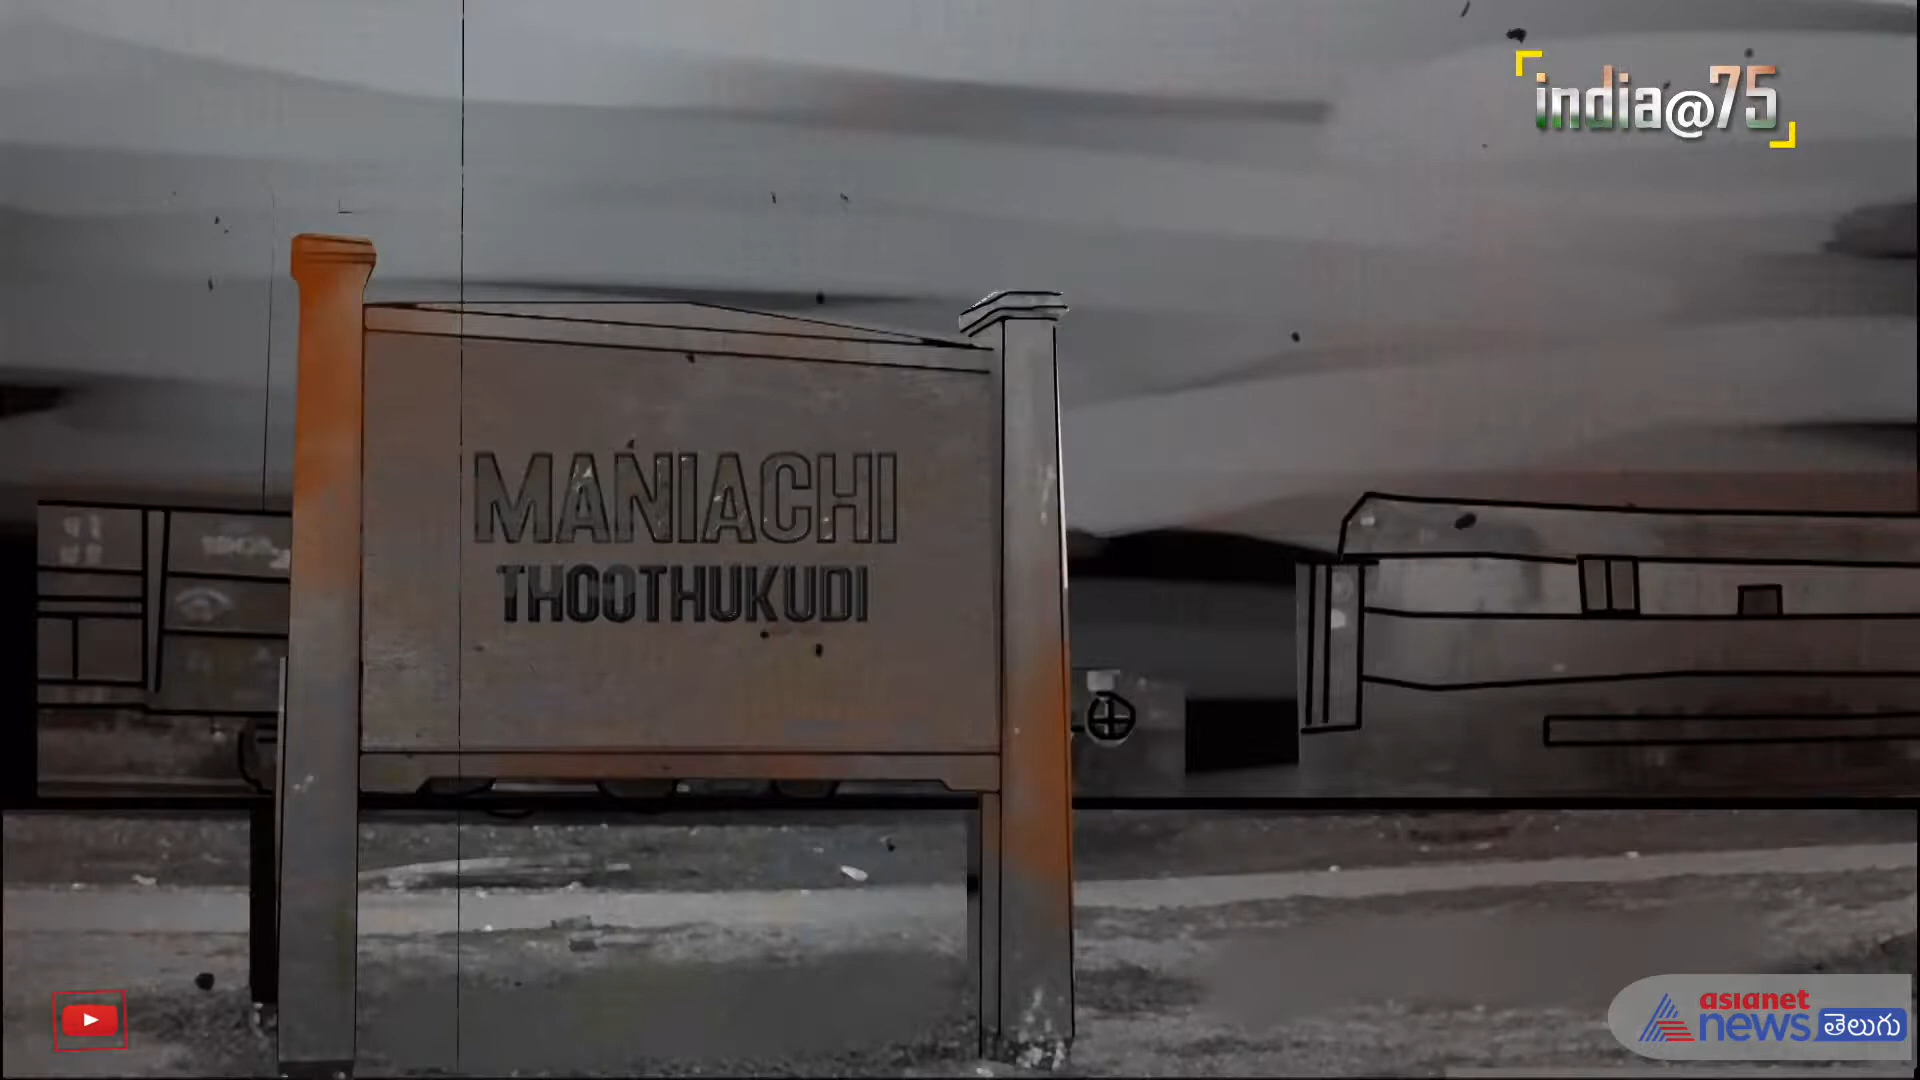 india@75
MANIACHI
THOOTHUKUDI
asianet
news తెలుగు